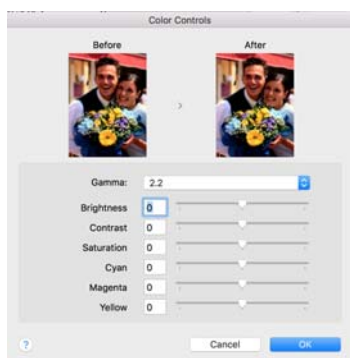 Color Controls
Before After
Gamma: 2.2
Brightness 0
Contrast 0
Saturation 0
Cyan 0
Magenta 0
Yellow 0
? Cancel OK